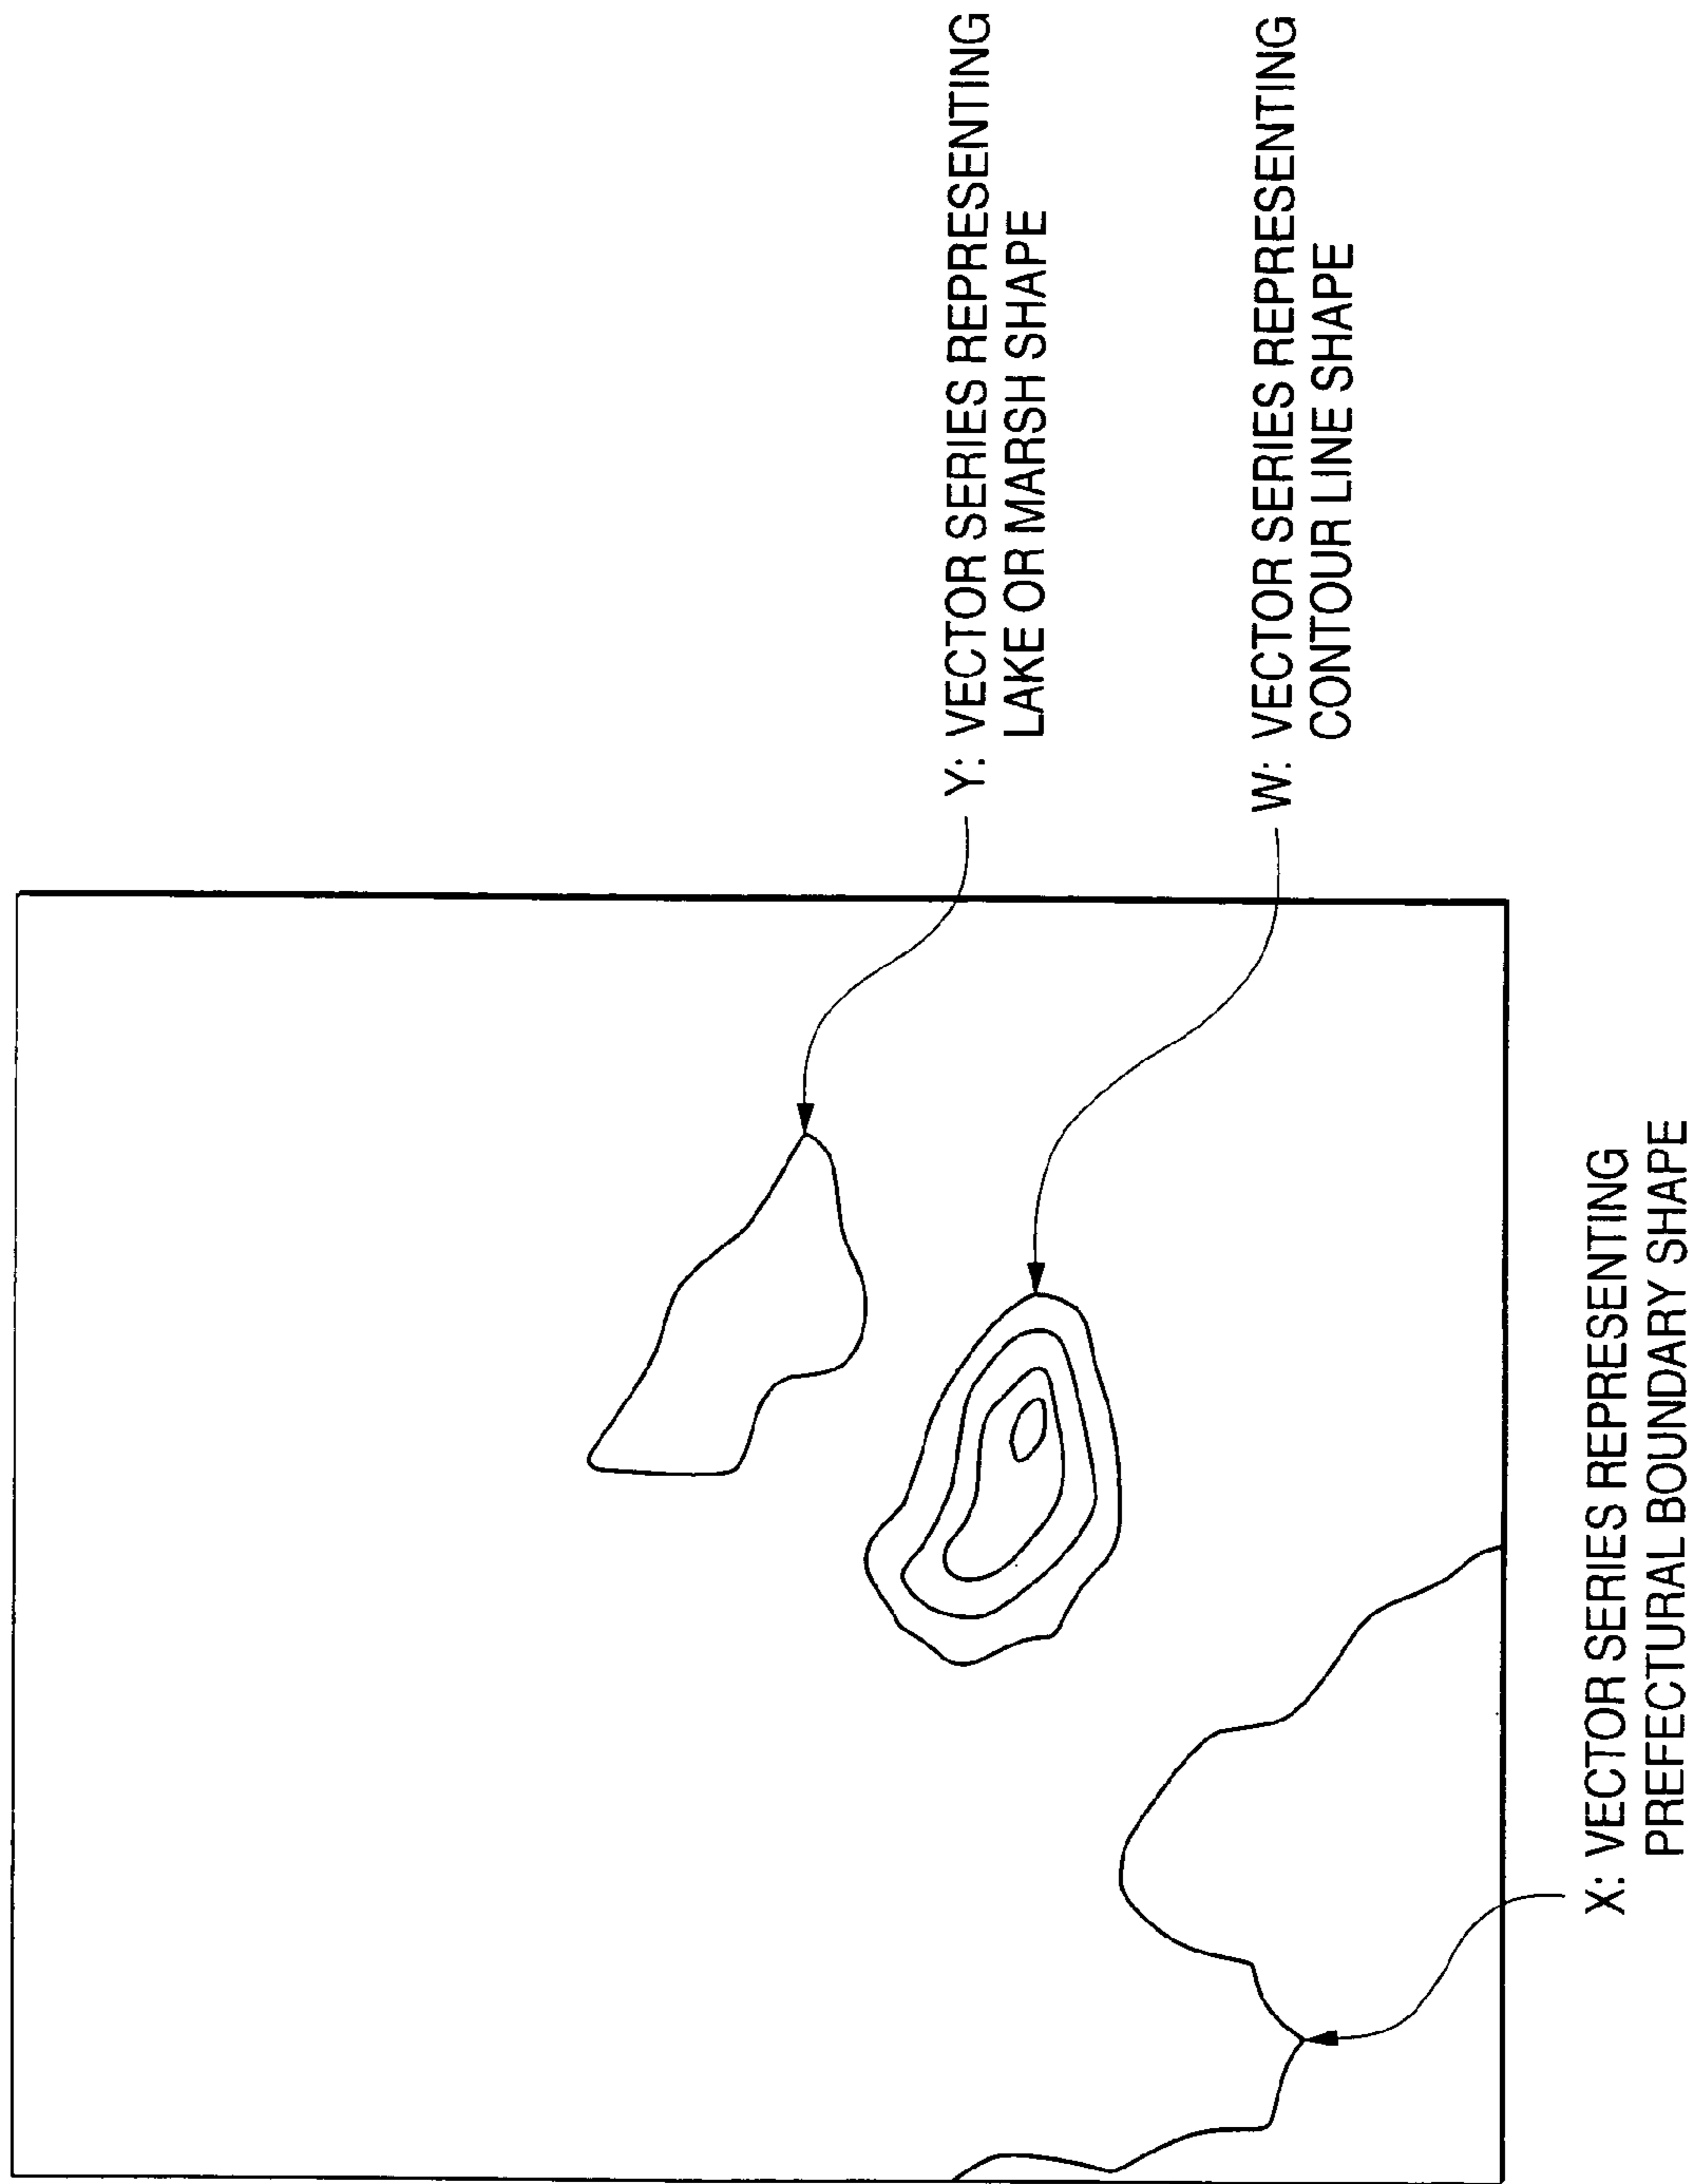 Y: VECTOR SERIES REPRESENTING
LAKE OR MARSH SHAPE
W: VECTOR SERIES REPRESENTING
CONTOUR LINE SHAPE
X: VECTOR SERIES REPRESENTING
PREFECTURAL BOUNDARY SHAPE